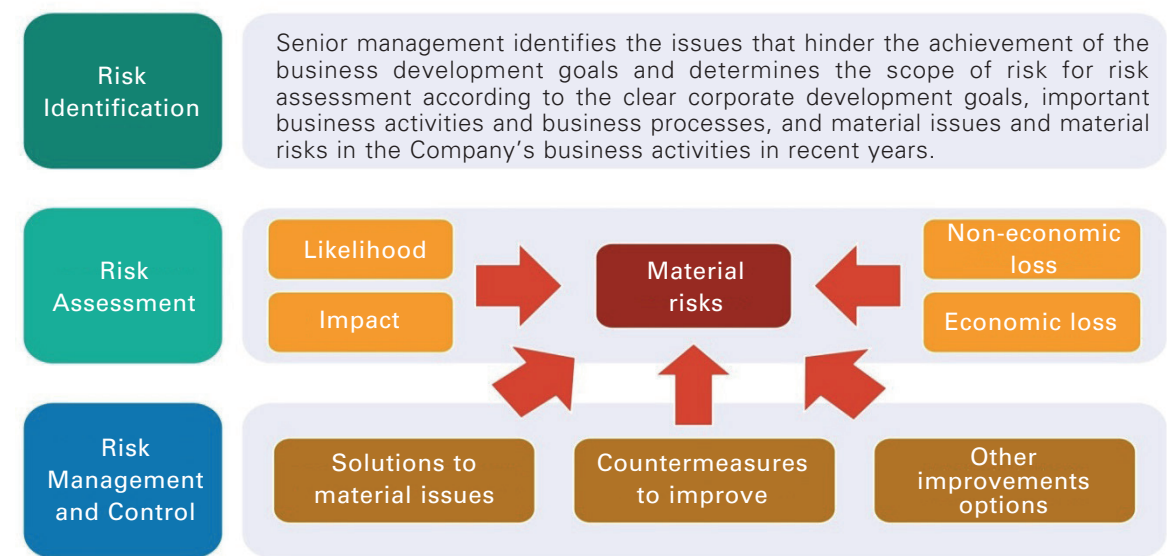 Risk
Identification
Senior management identifies the issues that hinder the achievement of the
business development goals and determines the scope of risk for risk
assessment according to the clear corporate development goals, important
business activities and business processes, and material issues and material
risks in the Company's business activities in recent years.
Risk
Assessment
Likelihood
Impact
Material
risks
Non-economic
loss
Economic loss
Risk
Management
and Control
Solutions to
material issues
Countermeasures
to improve
Other
improvements
options